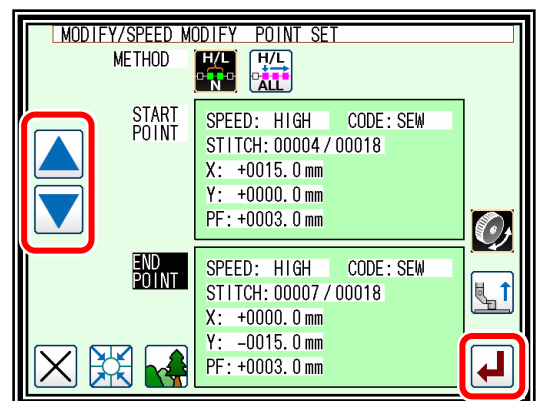 MODIFY/SPEED MODIFY POINT SET
METHOD
H/L
N
H/L
ALL
START
POINT
SPEED: HIGH CODE: SEW
STITCH: 00004 / 00018
X: +0015.0 mm
Y: +0000.0 mm
PF: +0003.0 mm
END
POINT
SPEED: HIGH CODE: SEW
STITCH: 00007 / 00018
X: +0000.0 mm
Y: -0015.0 mm
PF: +0003.0 mm